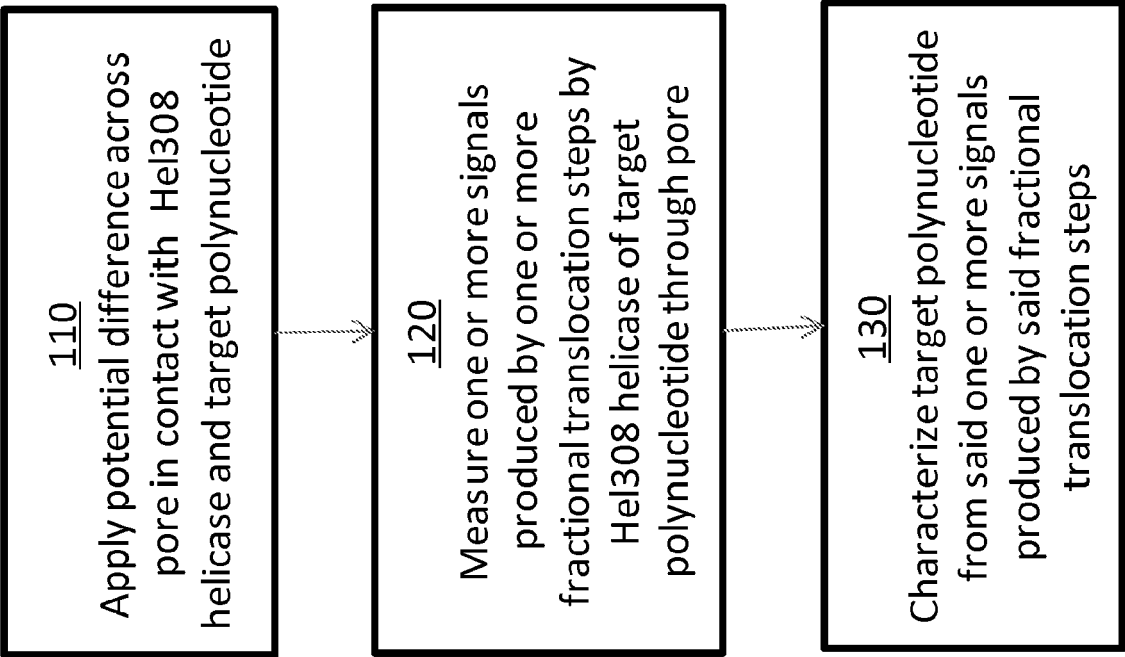 110
Apply potential difference across
pore in contact with Hel308
helicase and target polynucleotide
120
Measure one or more signals
produced by one or more
fractional translocation steps by
Hel308 helicase of target
polynucleotide through pore
130
Characterize target polynucleotide
from said one or more signals
produced by said fractional
translocation steps